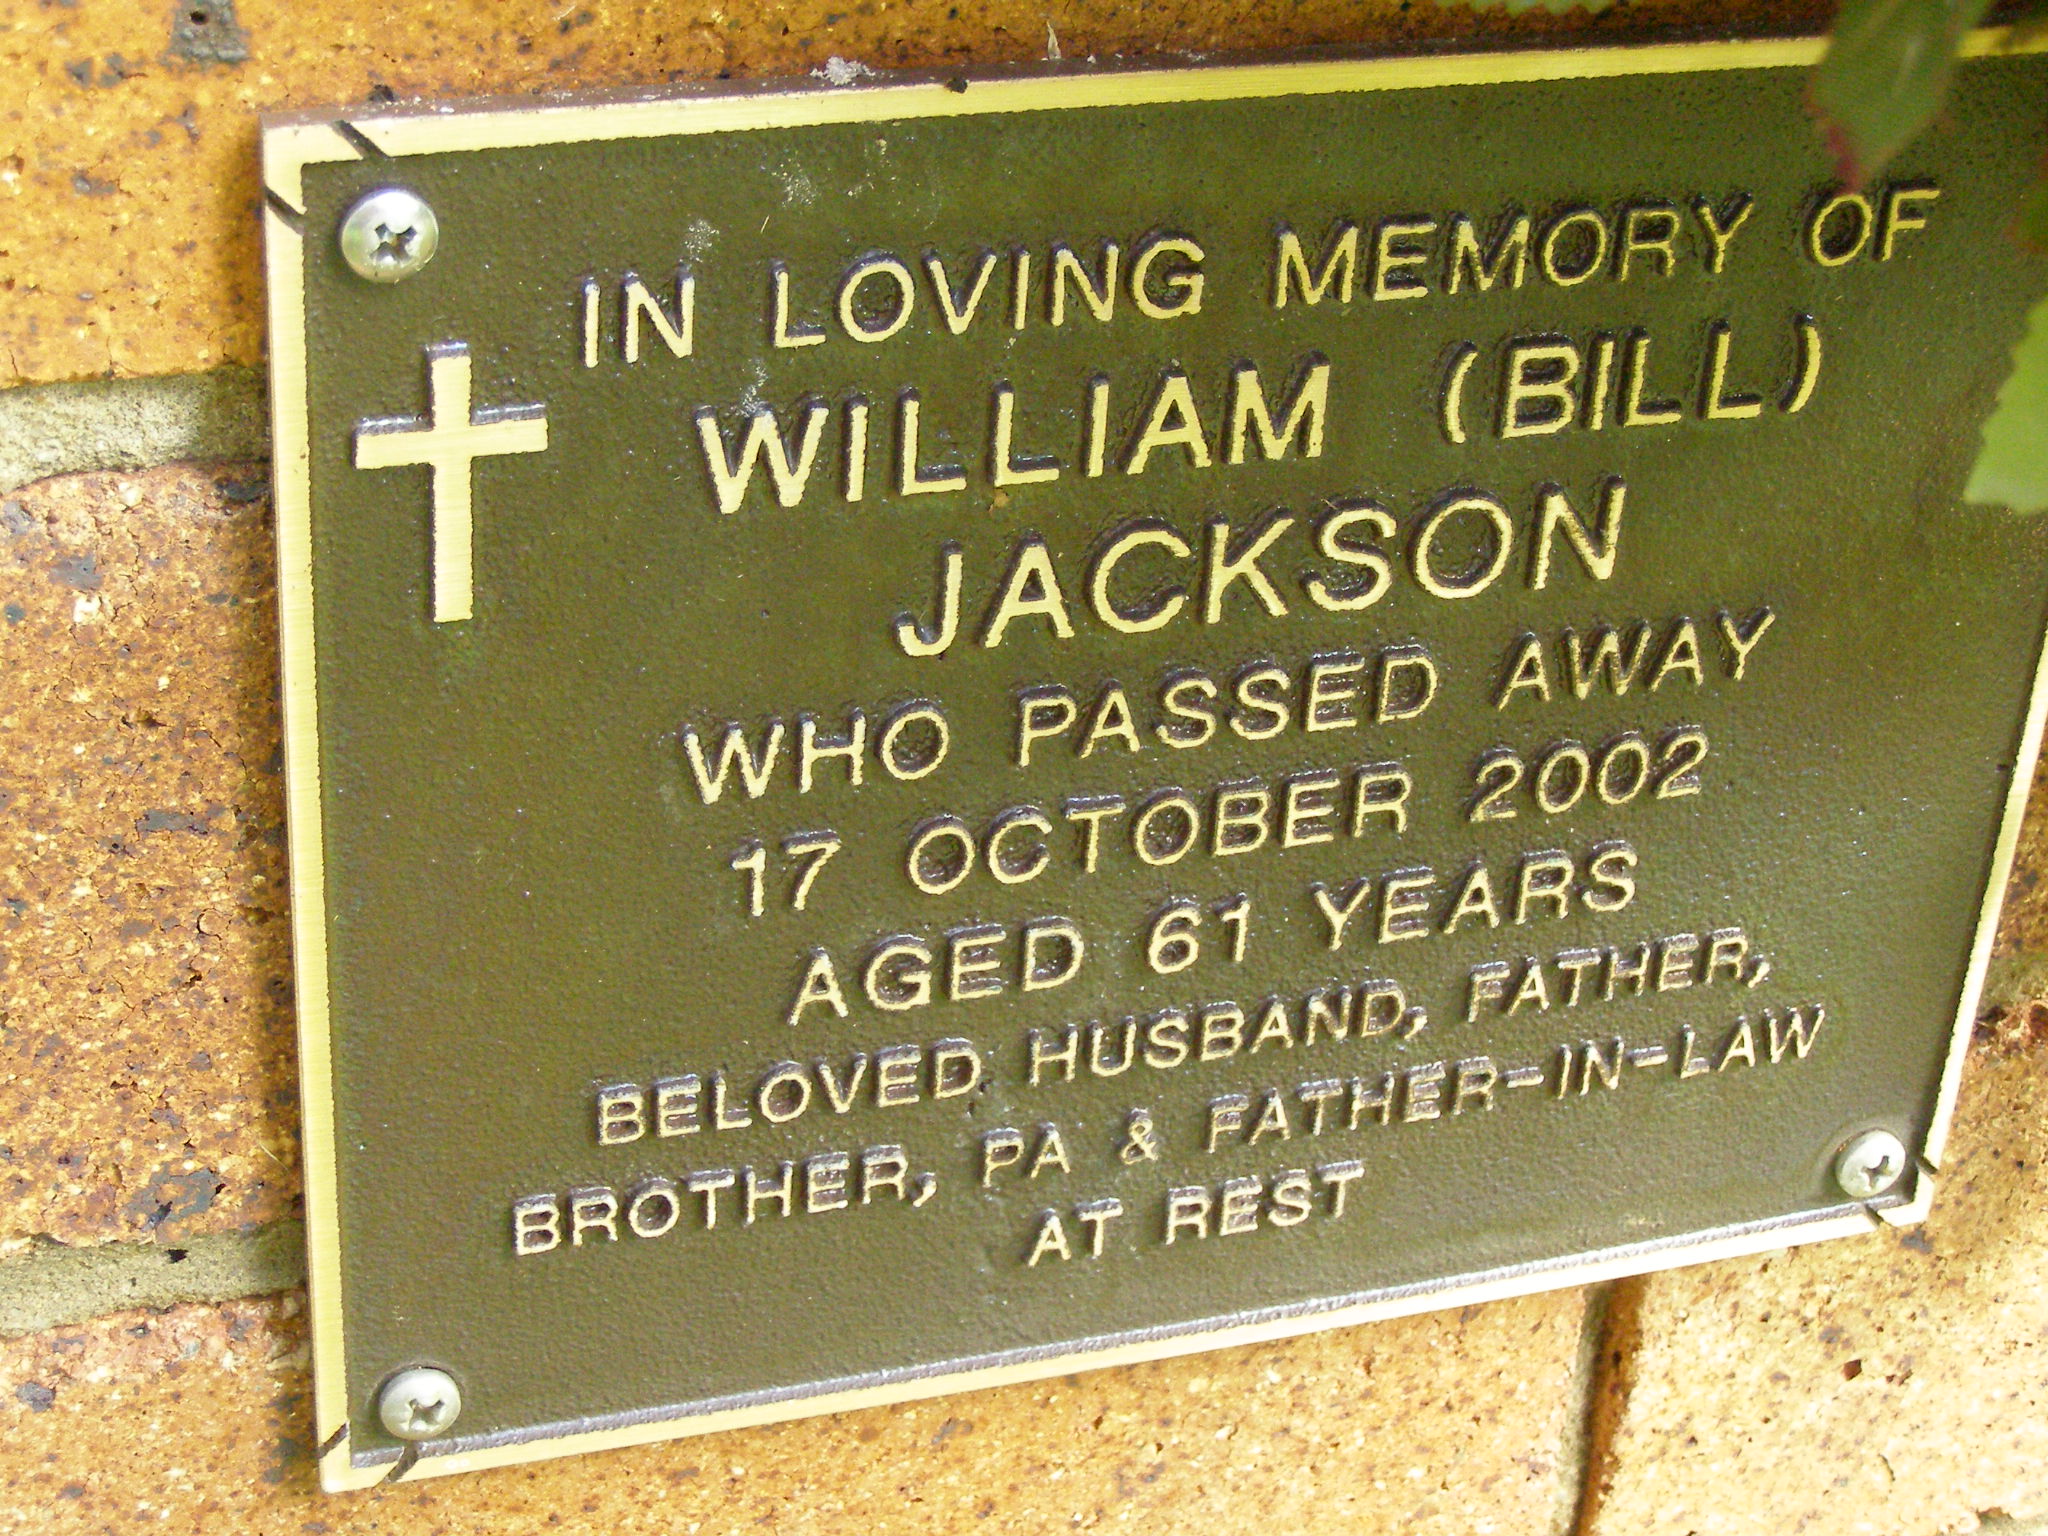 IN LOVING MEMORY OF
WILLIAM (BILL)
JACKSON
WHO PASSED AWAY
17 OCTOBER 2002
AGED 61 YEARS
BELOVED HUSBAND, FATHER,
BROTHER, PA & FATHER-IN-LAW
AT REST